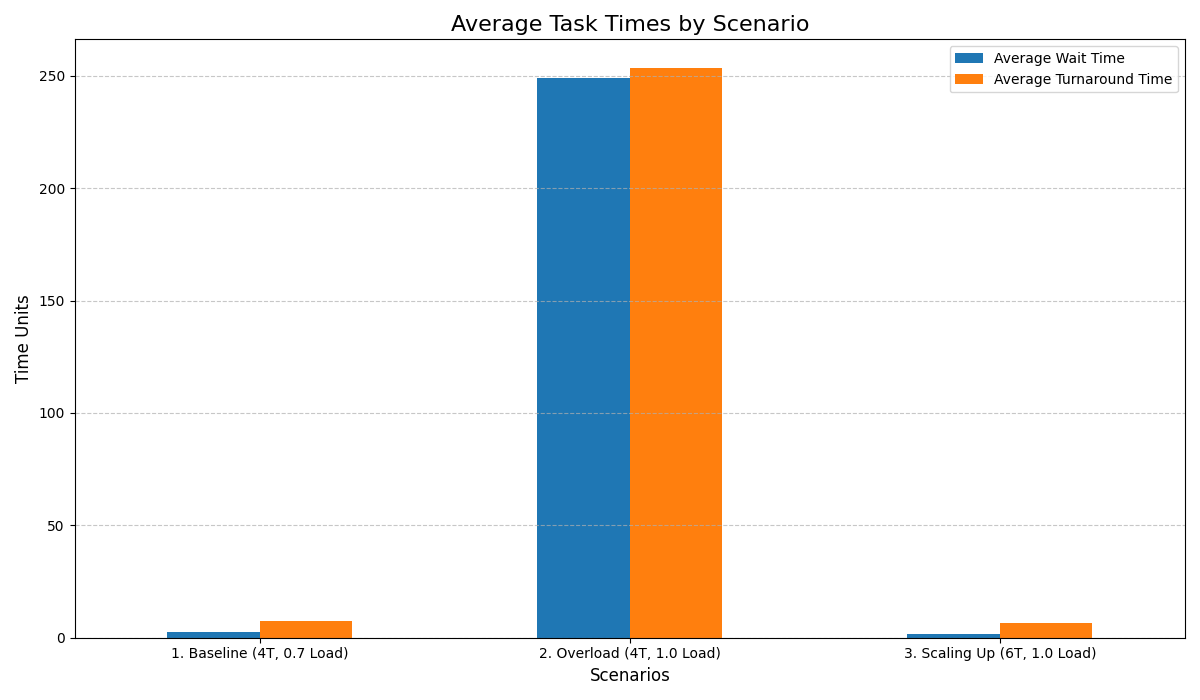 Average Task Times by Scenario
Average Wait Time
Average Turnaround Time
Time Units
250
200
150
100
50
0
1. Baseline (4T, 0.7 Load)
2. Overload (4T, 1.0 Load)
3. Scaling Up (6T, 1.0 Load)
Scenarios